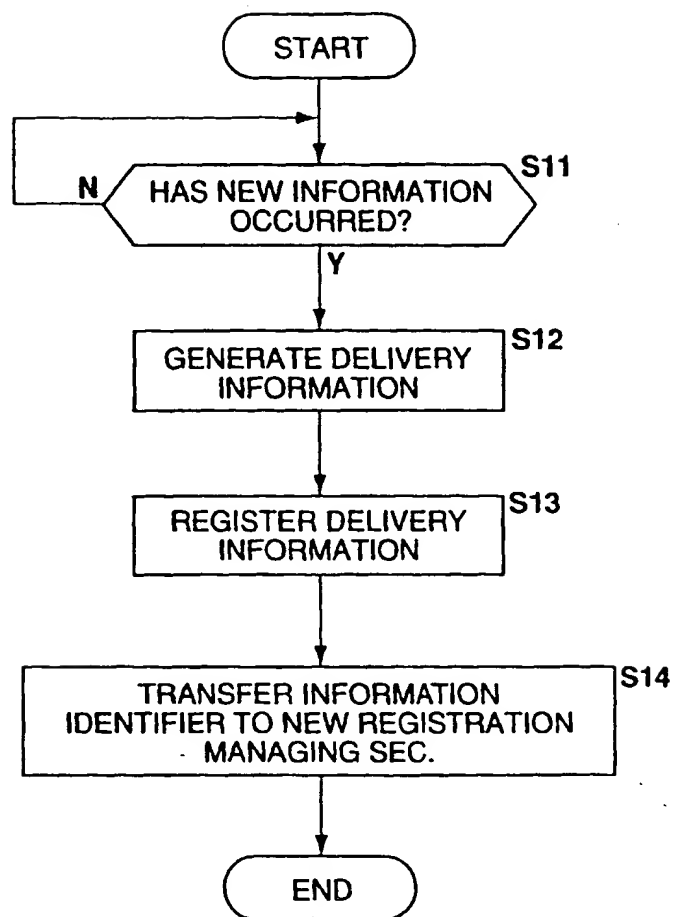 START
S11
HAS NEW INFORMATION
OCCURRED?
N
Y
S12
GENERATE DELIVERY
INFORMATION
S13
REGISTER DELIVERY
INFORMATION
S14
TRANSFER INFORMATION
IDENTIFIER TO NEW REGISTRATION
MANAGING SEC.
END